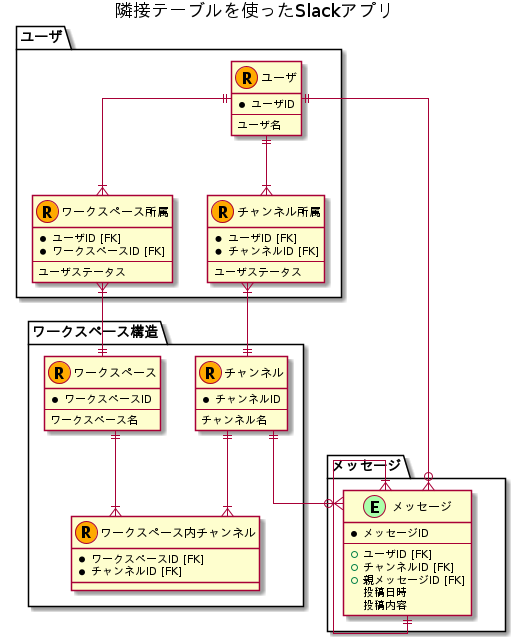 隣接テーブルを使ったSlackアプリ
ユーザ
R ユーザ
ユーザID
ユーザ名
R ワークスペース所属
ユーザID [FK]
ワークスペースID [FK]
ユーザステータス
R チャンネル所属
ユーザID [FK]
チャンネルID [FK]
ユーザステータス
ワークスペース構造
R ワークスペース
ワークスペースID
ワークスペース名
R チャンネル
チャンネルID
チャンネル名
R ワークスペース内チャンネル
ワークスペースID [FK]
チャンネルID [FK]
メッセージ
E メッセージ
メッセージID
ユーザID [FK]
チャンネルID [FK]
親メッセージID [FK]
投稿日時
投稿内容